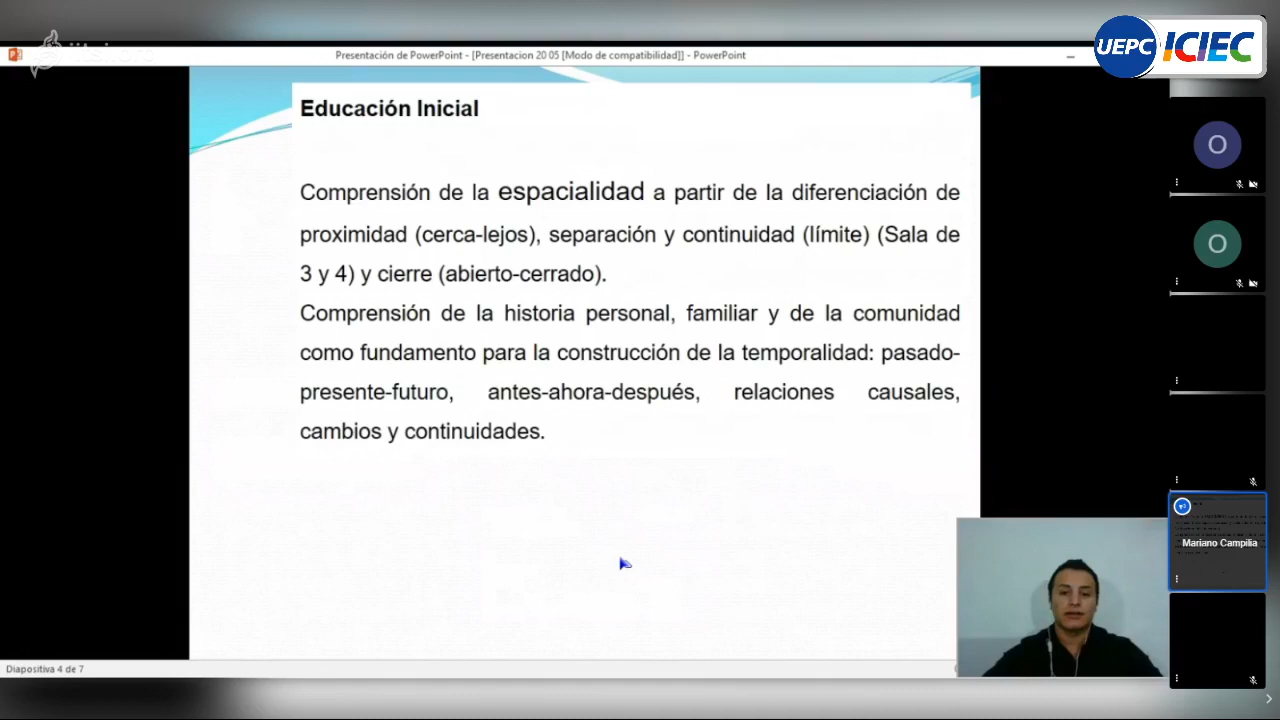 Presentación de PowerPoint - [Presentacion 20 05 [Modo de compatibilidad]] - PowerPoint
UEPC ICIEC
Educación Inicial
Comprensión de la espacialidad a partir de la diferenciación de
proximidad (cerca-lejos), separación y continuidad (límite) (Sala de
3 y 4) y cierre (abierto-cerrado).
Comprensión de la historia personal, familiar y de la comunidad
como fundamento para la construcción de la temporalidad: pasado-
presente-futuro, antes-ahora-después, relaciones causales,
cambios y continuidades.
O
O
Mariano Campilia
Diapositiva 4 de 7